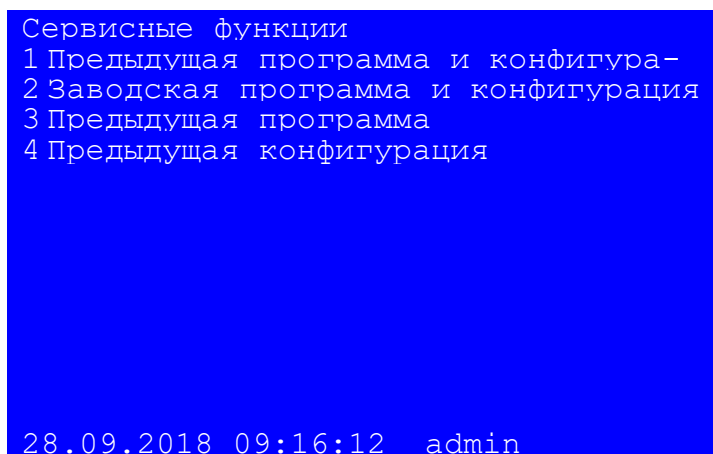 Сервисные функции
1 Предыдущая программа и конфигура-
2 Заводская программа и конфигурация
3 Предыдущая программа
4 Предыдущая конфигурация
28.09.2018 09:16:12 admin